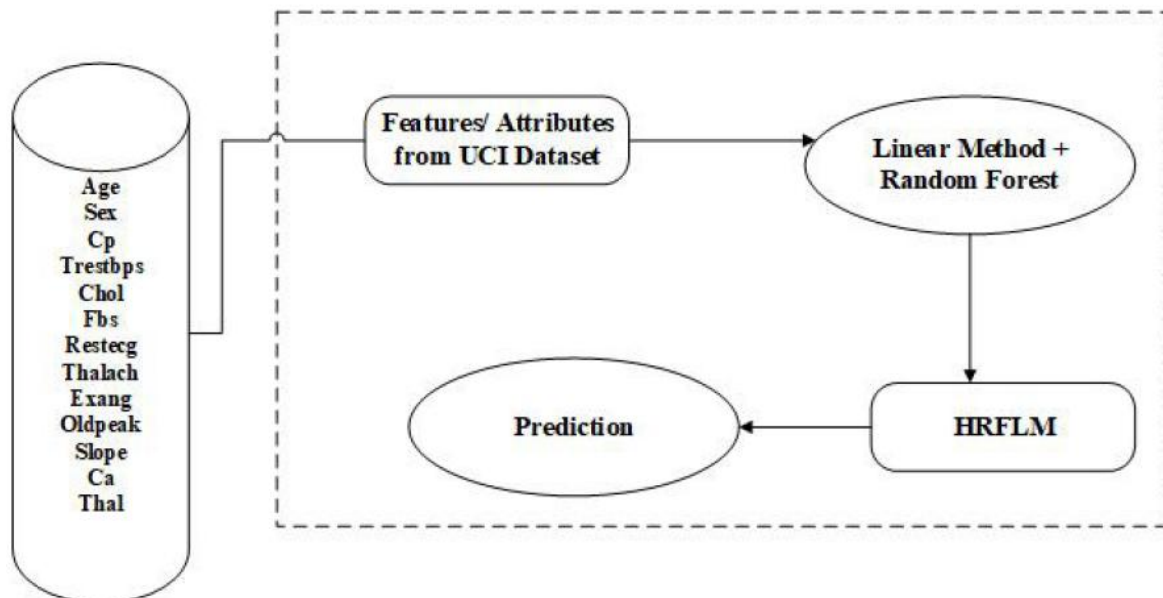 Age
Sex
Cp
Trestbps
Chol
Fbs
Restecg
Thalach
Exang
Oldpeak
Slope
Ca
Thal
Features/ Attributes
from UCI Dataset
Linear Method +
Random Forest
HRFLM
Prediction